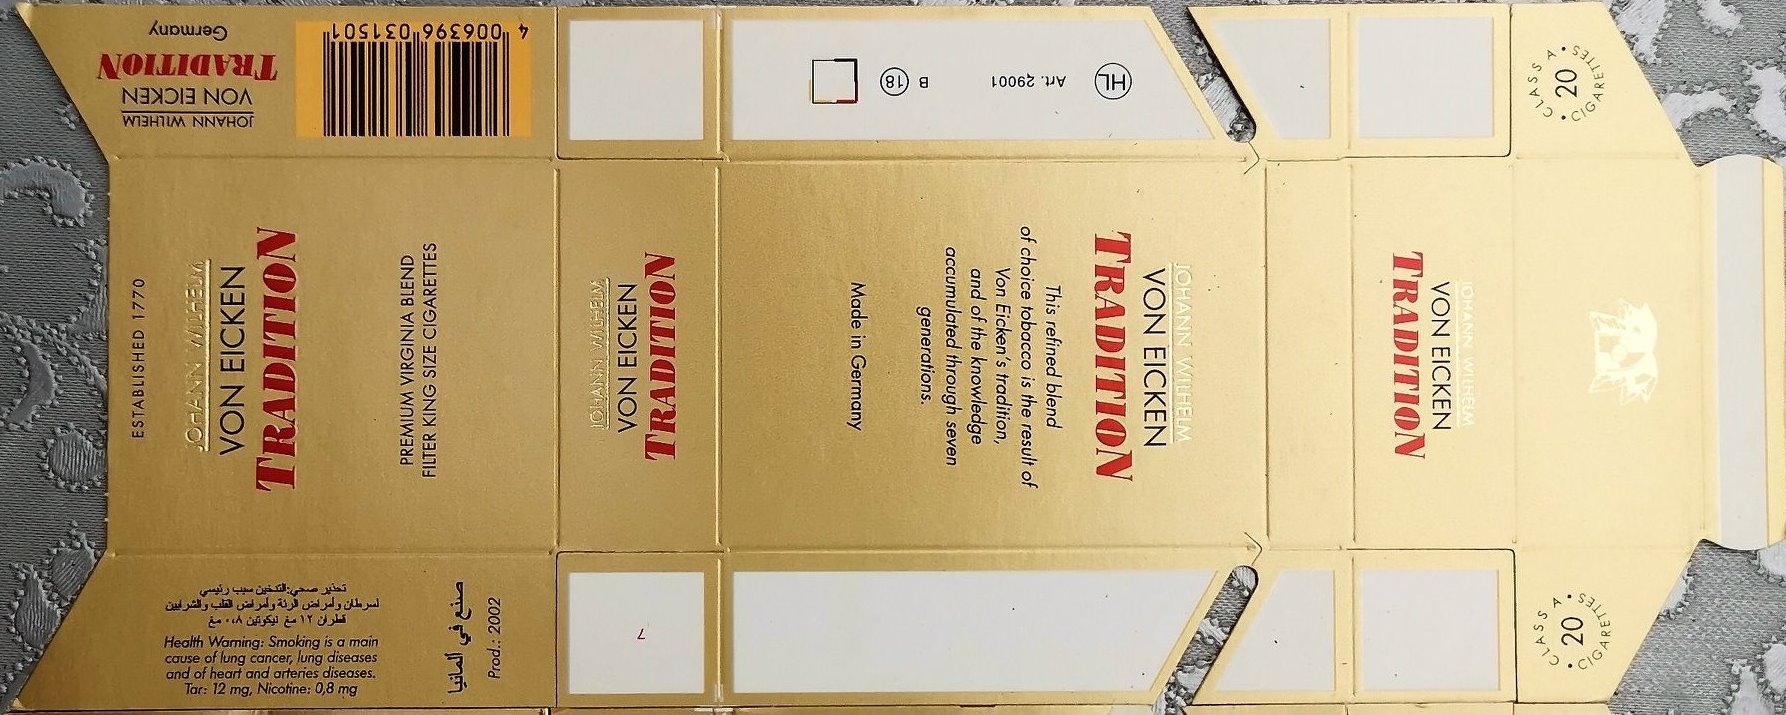 4 006396 031501
JOHANN WILHELM
VON EICKEN
TRADITION
Germany
HL
Art. 29001
B 18
CLASS A • 20 • CIGARETTES •
ESTABLISHED 1770
JOHANN WILHELM
VON EICKEN
TRADITION
PREMIUM VIRGINIA BLEND
FILTER KING SIZE CIGARETTES
JOHANN WILHELM
VON EICKEN
TRADITION
JOHANN WILHELM
VON EICKEN
TRADITION
This refined blend
of choice tobacco is the result of
Von Eicken's tradition,
and of the knowledge
accumulated through seven
generations.
Made in Germany
JOHANN WILHELM
VON EICKEN
TRADITION
تحذير صحي:التدخين سبب رئيسي
لسرطان وأمراض الرئة وأمراض القلب والشرايين
قطران ١٢ مغ نيكوتين ٠،٨ مغ
Health Warning: Smoking is a main
cause of lung cancer, lung diseases
and of heart and arteries diseases.
Tar: 12 mg, Nicotine: 0,8 mg
صنع في ألمانيا
Prod.: 2002
7
CLASS A • 20 • CIGARETTES •